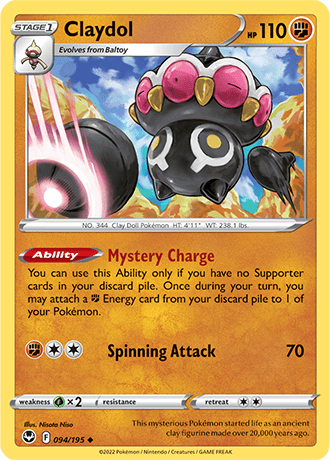 STAGE 1 Claydol HP 110
Evolves from Baltoy
NO. 344 Clay Doll Pokémon HT: 4'11" WT: 238.1 lbs.
Ability Mystery Charge
You can use this Ability only if you have no Supporter
cards in your discard pile. Once during your turn, you
may attach a Energy card from your discard pile to 1 of
your Pokémon.
Spinning Attack 70
weakness ×2 resistance retreat
Illus. Nisota Niso
F 094/195
This mysterious Pokémon started life as an ancient
clay figurine made over 20,000 years ago.
©2022 Pokémon / Nintendo / Creatures / GAME FREAK